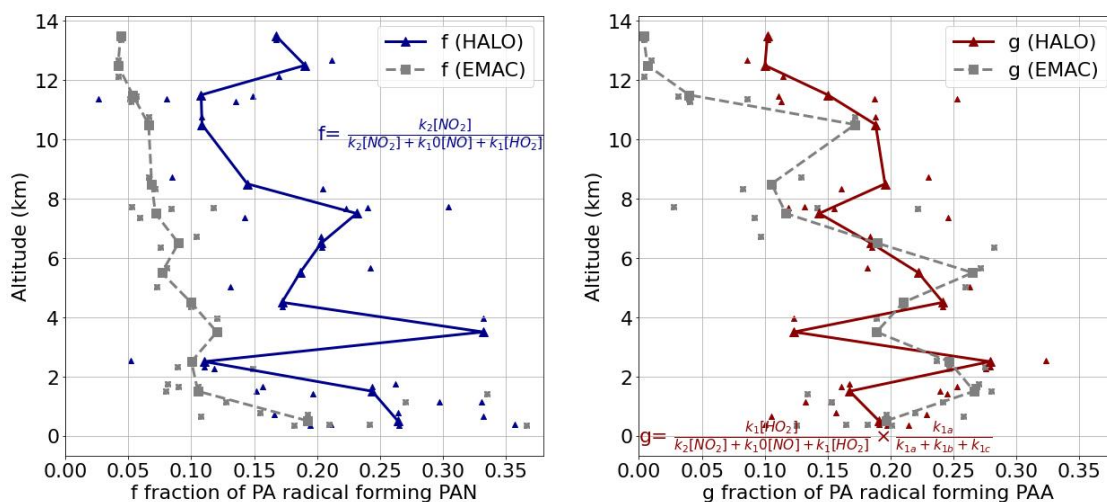 14
12
10
8
6
4
2
0
Altitude (km)
f (HALO)
f (EMAC)
f= k₂[NO₂] / k₂[NO₂]+k₁0[NO]+k₁[HO₂]
0.00 0.05 0.10 0.15 0.20 0.25 0.30 0.35
f fraction of PA radical forming PAN
14
12
10
8
6
4
2
0
Altitude (km)
g (HALO)
g (EMAC)
g= k₁[HO₂] / k₂[NO₂]+k₁0[NO]+k₁[HO₂] × k₁ₐ / k₁ₐ+k₁b+k₁c
0.00 0.05 0.10 0.15 0.20 0.25 0.30 0.35
g fraction of PA radical forming PAA